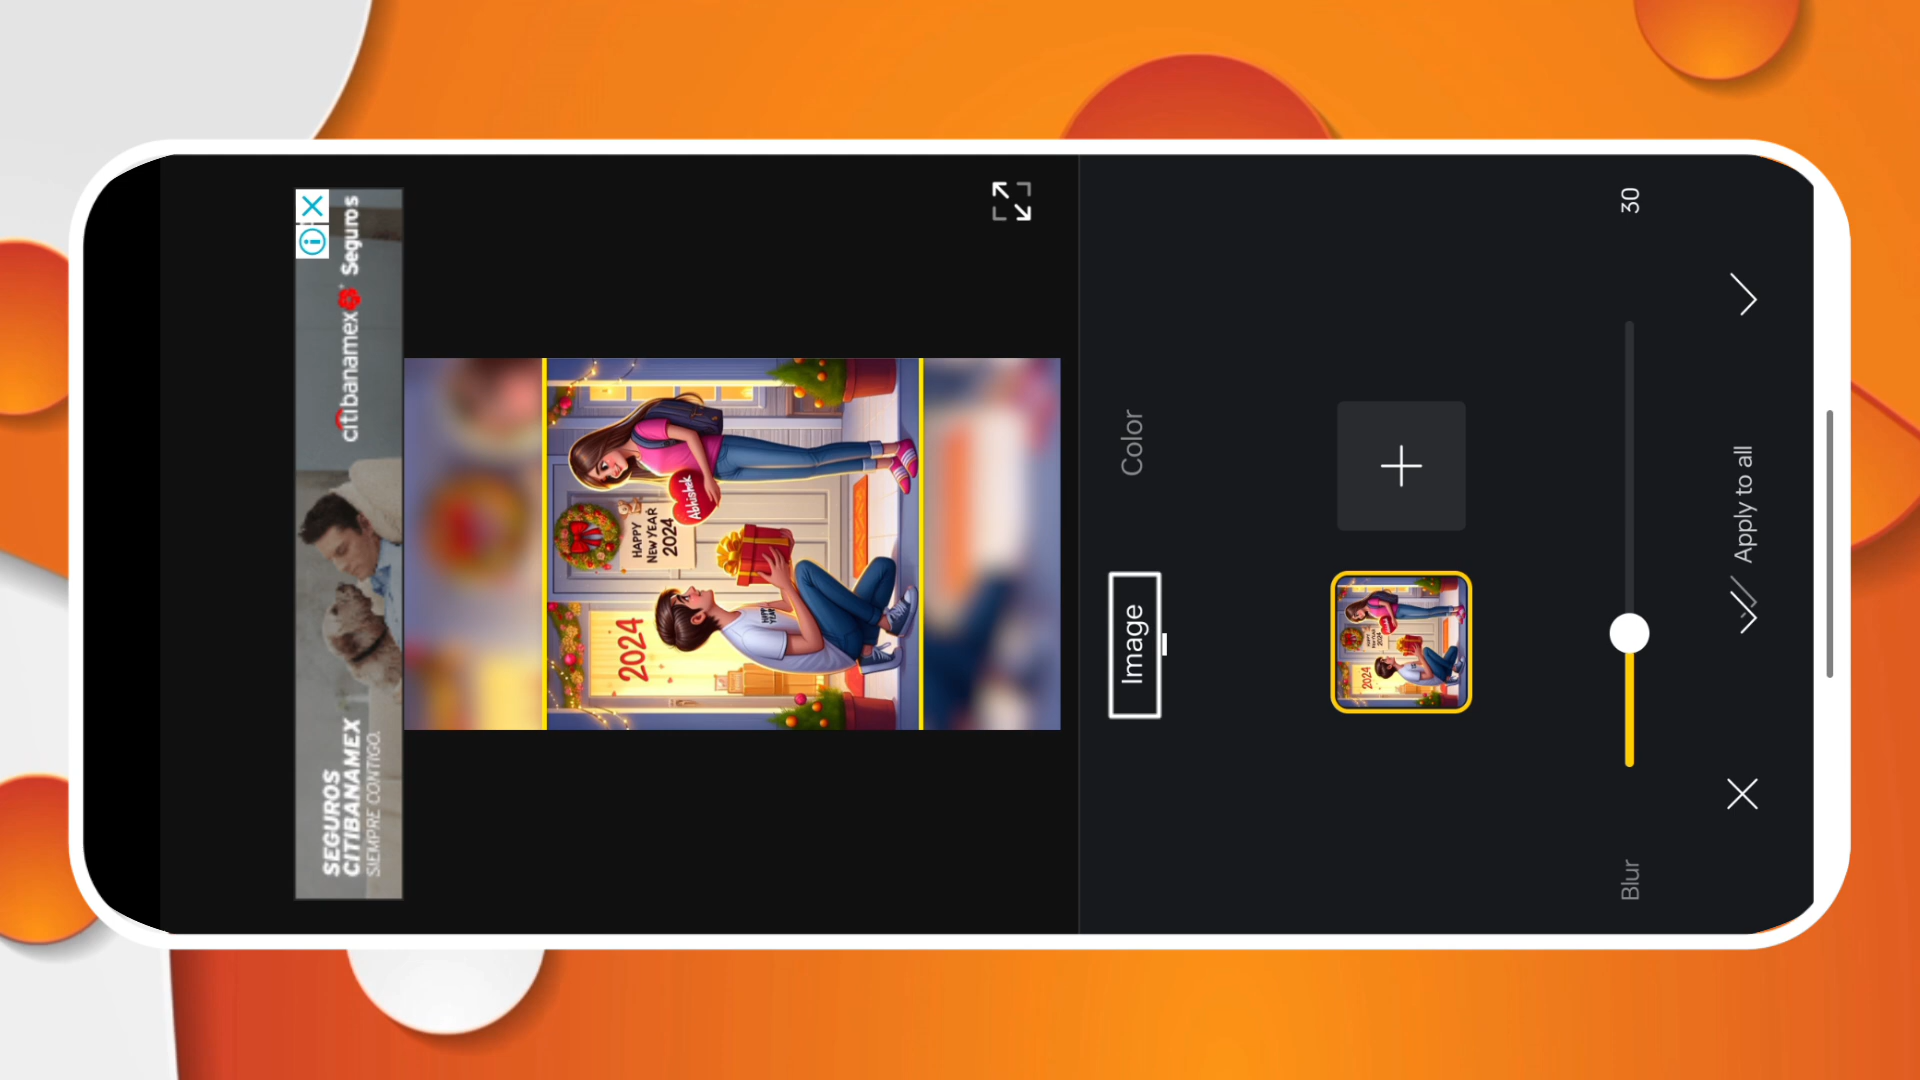 SEGUROS
CITIBANAMEX
SIEMPRE CONTIGO.
citibanamex Seguros
2024
HAPPY
NEW YEAR
2024
Abhishek
Image
Color
2024
Blur
30
Apply to all